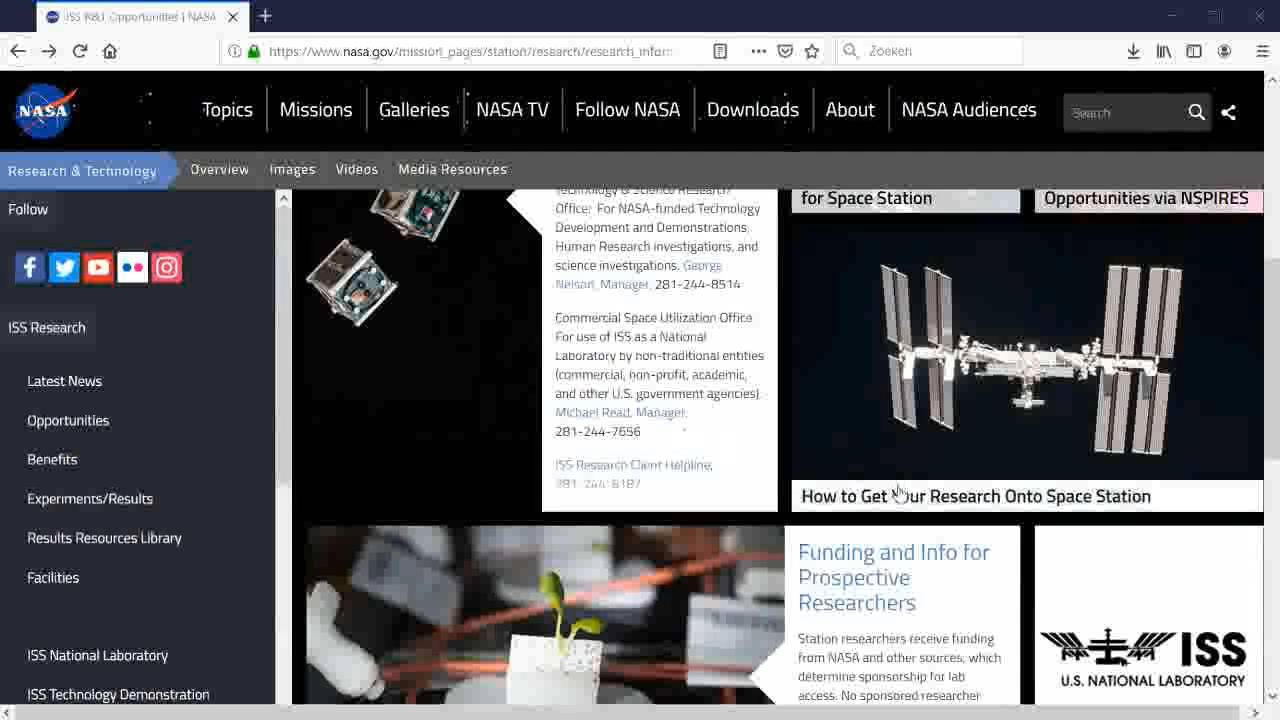 ISS R&D Opportunities | NASA
https://www.nasa.gov/mission_pages/station/research/research_infor
Zoeken
NASA
Topics
Missions
Galleries
NASA TV
Follow NASA
Downloads
About
NASA Audiences
Search
Research & Technology
Overview
Images
Videos
Media Resources
Follow
ISS Research
Latest News
Opportunities
Benefits
Experiments/Results
Results Resources Library
Facilities
ISS National Laboratory
ISS Technology Demonstration
Technology & Science Research
Office: For NASA-funded Technology
Development and Demonstrations,
Human Research investigations, and
science investigations. George
Nelson, Manager, 281-244-8514
Commercial Space Utilization Office
For use of ISS as a National
Laboratory by non-traditional entities
(commercial, non-profit, academic,
and other U.S. government agencies).
Michael Read, Manager,
281-244-7656
ISS Research Client Helpline,
281-244-6187
for Space Station
Opportunities via NSPIRES
How to Get Your Research Onto Space Station
Funding and Info for
Prospective
Researchers
Station researchers receive funding
from NASA and other sources, which
determine sponsorship for lab
access. No sponsored researcher
ISS
U.S. NATIONAL LABORATORY